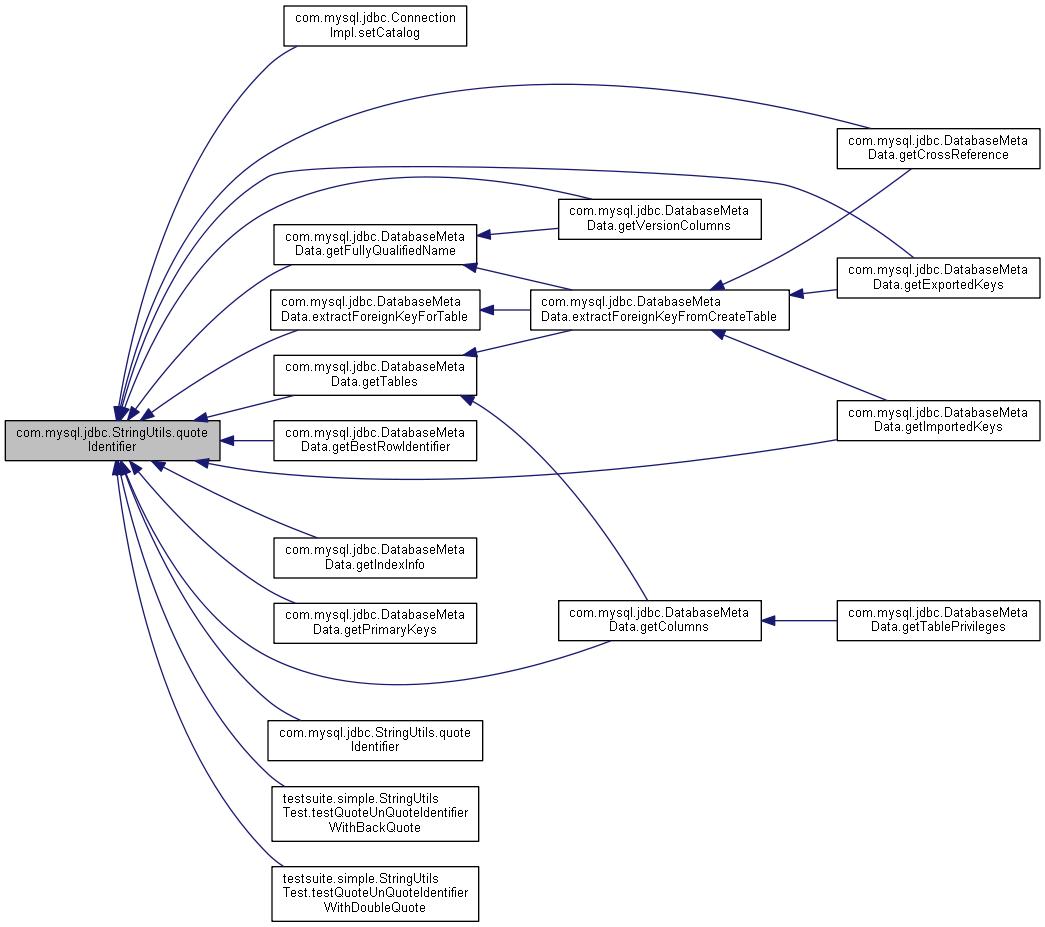 com.mysql.jdbc.Connection
Impl.setCatalog
com.mysql.jdbc.DatabaseMeta
Data.getCrossReference
com.mysql.jdbc.DatabaseMeta
Data.getVersionColumns
com.mysql.jdbc.DatabaseMeta
Data.getFullyQualifiedName
com.mysql.jdbc.DatabaseMeta
Data.getExportedKeys
com.mysql.jdbc.DatabaseMeta
Data.extractForeignKeyForTable
com.mysql.jdbc.DatabaseMeta
Data.extractForeignKeyFromCreateTable
com.mysql.jdbc.DatabaseMeta
Data.getTables
com.mysql.jdbc.DatabaseMeta
Data.getImportedKeys
com.mysql.jdbc.StringUtils.quote
Identifier
com.mysql.jdbc.DatabaseMeta
Data.getBestRowIdentifier
com.mysql.jdbc.DatabaseMeta
Data.getIndexInfo
com.mysql.jdbc.DatabaseMeta
Data.getPrimaryKeys
com.mysql.jdbc.DatabaseMeta
Data.getColumns
com.mysql.jdbc.DatabaseMeta
Data.getTablePrivileges
com.mysql.jdbc.StringUtils.quote
Identifier
testsuite.simple.StringUtils
Test.testQuoteUnQuoteIdentifier
WithBackQuote
testsuite.simple.StringUtils
Test.testQuoteUnQuoteIdentifier
WithDoubleQuote